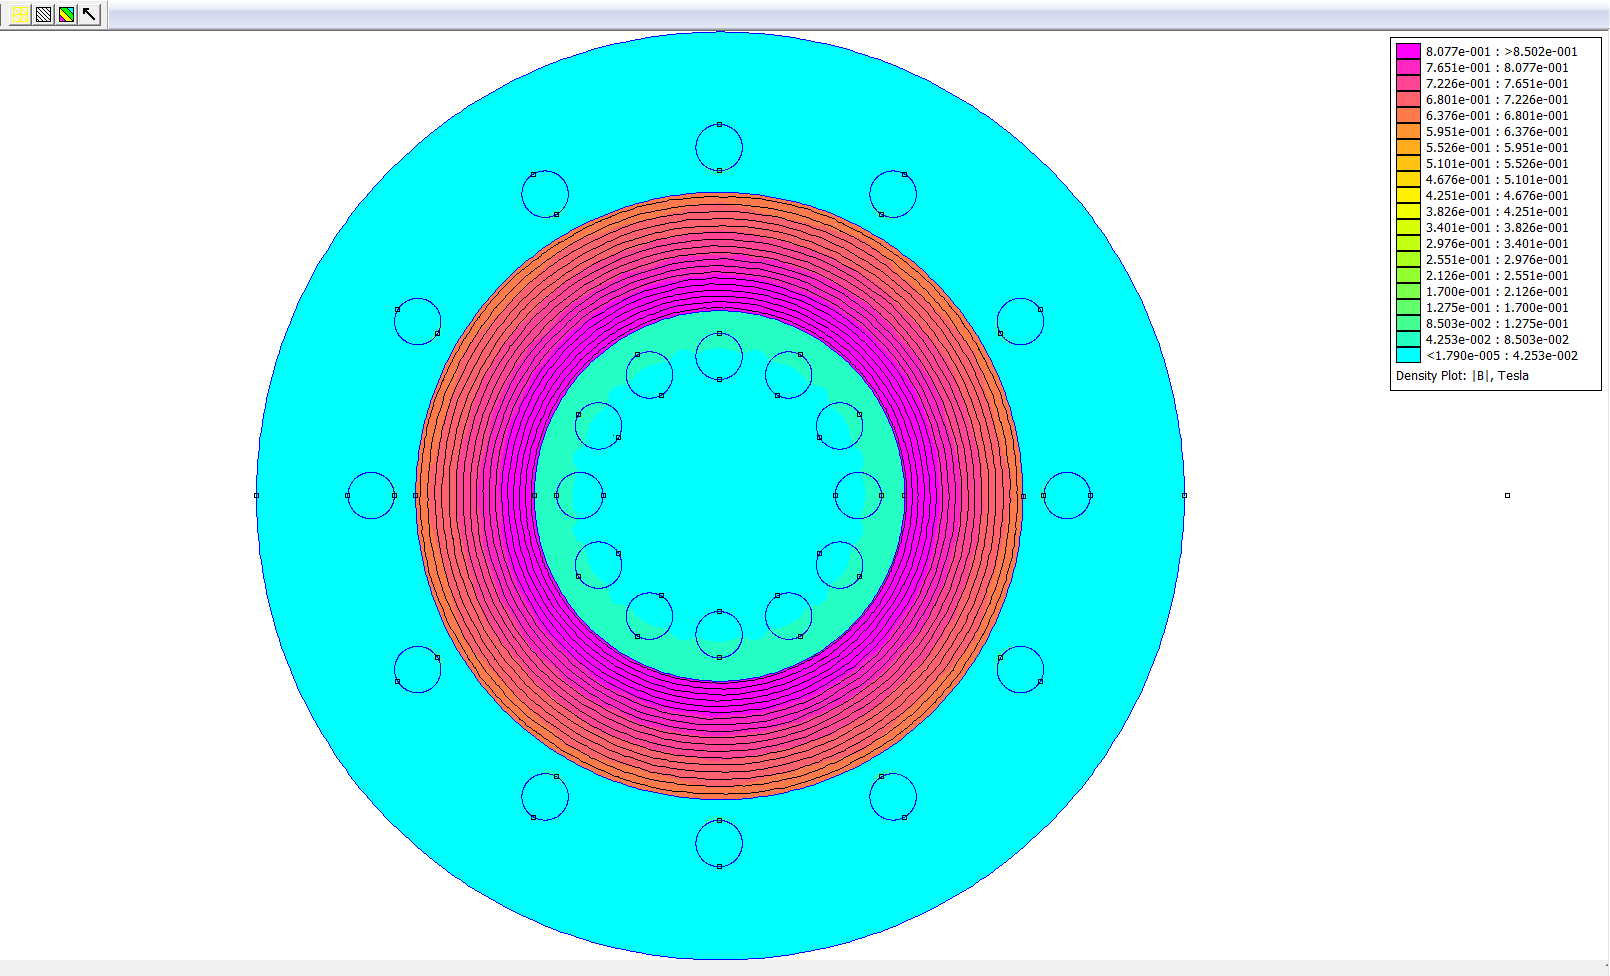 8.077e-001 : >8.502e-001
7.651e-001 : 8.077e-001
7.226e-001 : 7.651e-001
6.801e-001 : 7.226e-001
6.376e-001 : 6.801e-001
5.951e-001 : 6.376e-001
5.526e-001 : 5.951e-001
5.101e-001 : 5.526e-001
4.676e-001 : 5.101e-001
4.251e-001 : 4.676e-001
3.826e-001 : 4.251e-001
3.401e-001 : 3.826e-001
2.976e-001 : 3.401e-001
2.551e-001 : 2.976e-001
2.126e-001 : 2.551e-001
1.700e-001 : 2.126e-001
1.275e-001 : 1.700e-001
8.503e-002 : 1.275e-001
4.253e-002 : 8.503e-002
<1.790e-005 : 4.253e-002
Density Plot: |B|, Tesla